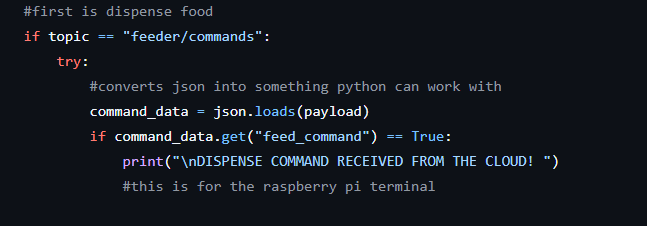 #first is dispense food
if topic == "feeder/commands":
    try:
        #converts json into something python can work with
        command_data = json.loads(payload)
        if command_data.get("feed_command") == True:
            print("\nDISPENSE COMMAND RECEIVED FROM THE CLOUD! ")
            #this is for the raspberry pi terminal